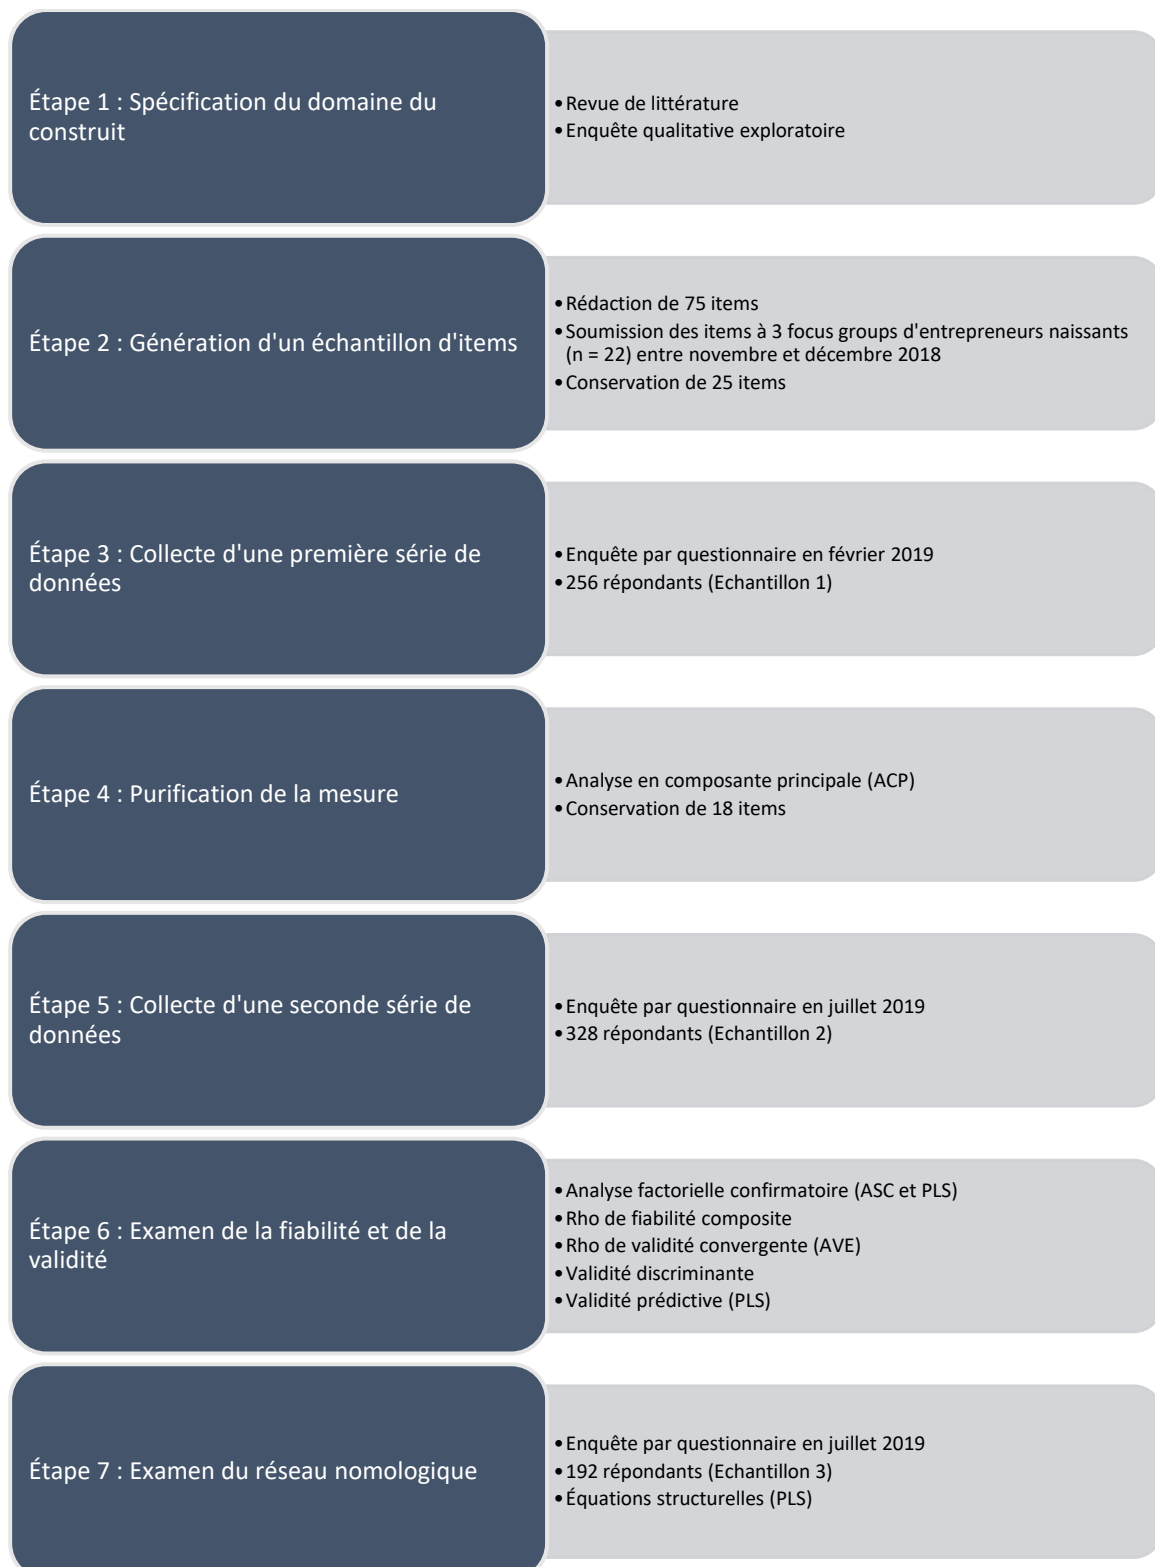 Étape 1 : Spécification du domaine du
construit
•Revue de littérature
•Enquête qualitative exploratoire
Étape 2 : Génération d'un échantillon d'items
•Rédaction de 75 items
•Soumission des items à 3 focus groups d'entrepreneurs naissants
(n = 22) entre novembre et décembre 2018
•Conservation de 25 items
Étape 3 : Collecte d'une première série de
données
•Enquête par questionnaire en février 2019
•256 répondants (Echantillon 1)
Étape 4 : Purification de la mesure
•Analyse en composante principale (ACP)
•Conservation de 18 items
Étape 5 : Collecte d'une seconde série de
données
•Enquête par questionnaire en juillet 2019
•328 répondants (Echantillon 2)
Étape 6 : Examen de la fiabilité et de la
validité
•Analyse factorielle confirmatoire (ASC et PLS)
•Rho de fiabilité composite
•Rho de validité convergente (AVE)
•Validité discriminante
•Validité prédictive (PLS)
Étape 7 : Examen du réseau nomologique
•Enquête par questionnaire en juillet 2019
•192 répondants (Echantillon 3)
•Équations structurelles (PLS)